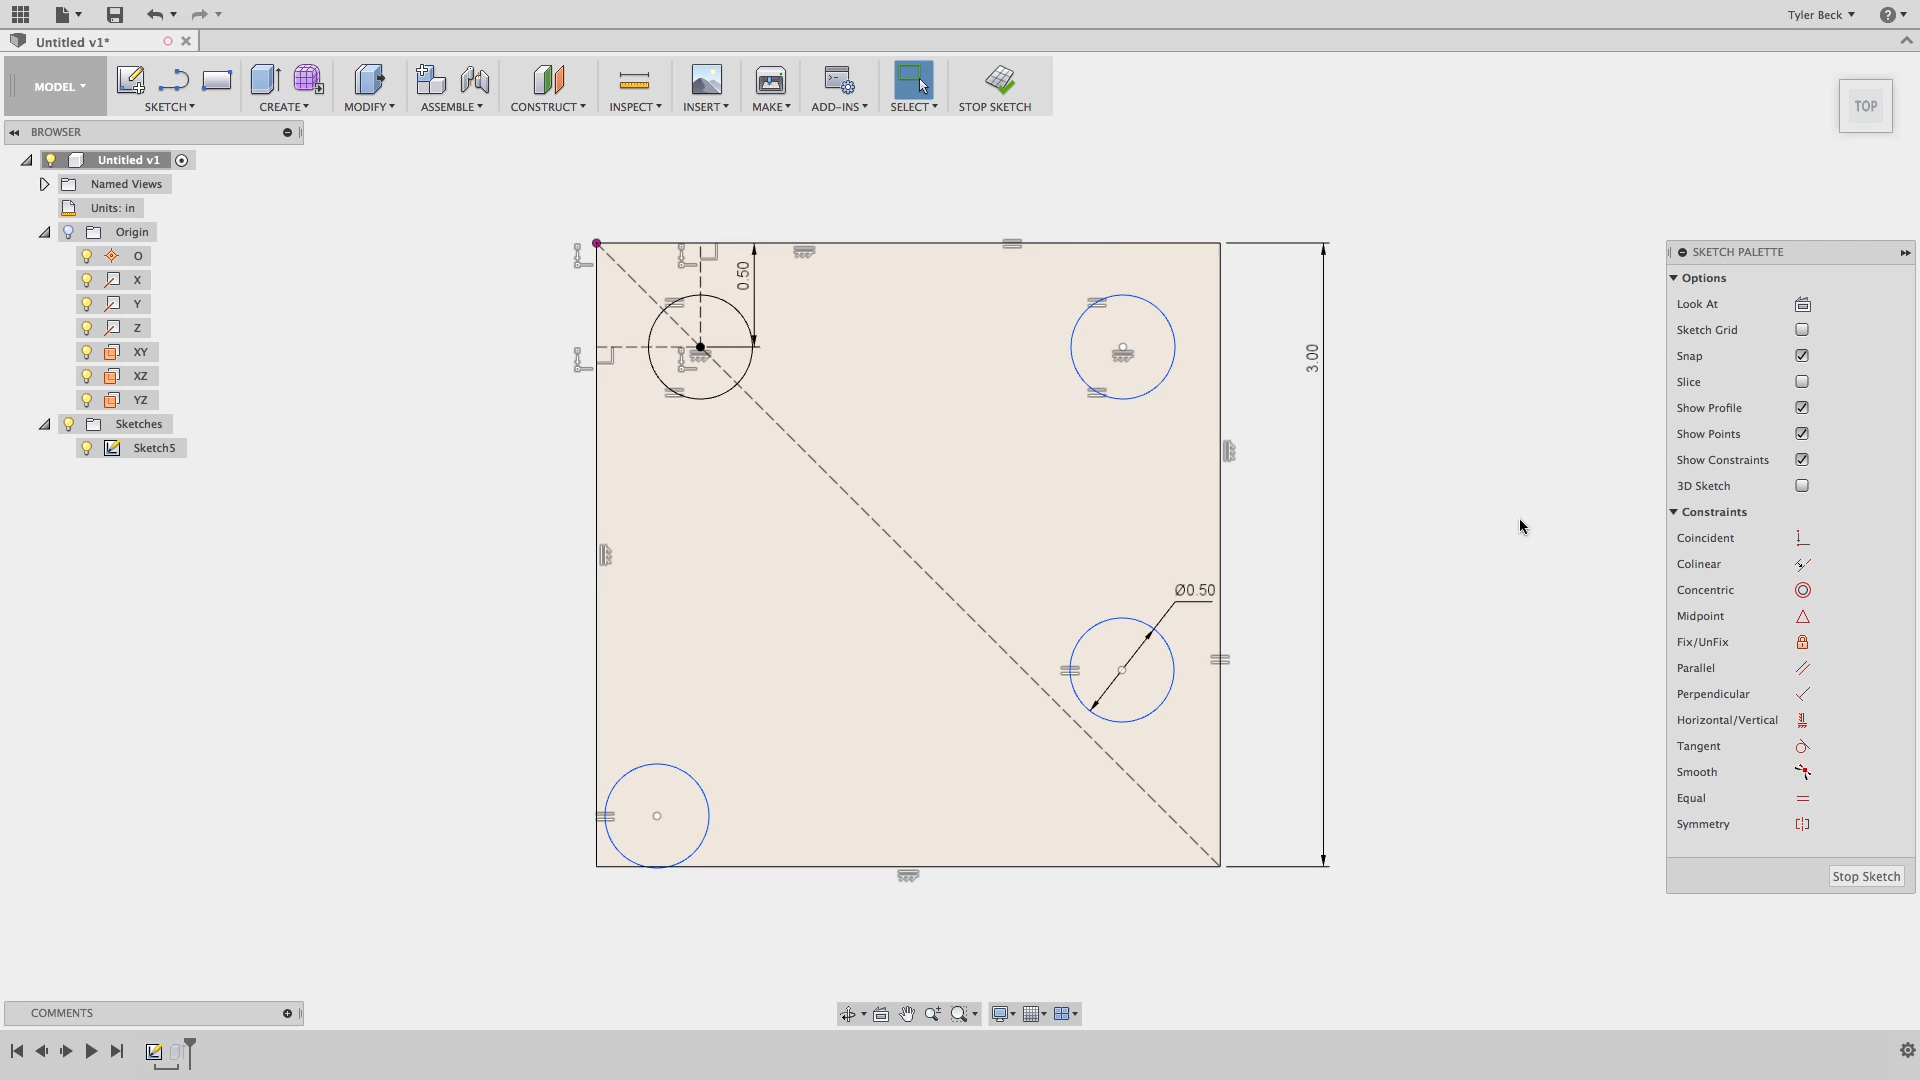 Tyler Beck
Untitled v1*
MODEL
SKETCH
CREATE
MODIFY
ASSEMBLE
CONSTRUCT
INSPECT
INSERT
MAKE
ADD-INS
SELECT
STOP SKETCH
TOP
BROWSER
Untitled v1
Named Views
Units: in
Origin
O
X
Y
Z
XY
XZ
YZ
Sketches
Sketch5
0.50
3.00
Ø0.50
SKETCH PALETTE
Options
Look At
Sketch Grid
Snap
Slice
Show Profile
Show Points
Show Constraints
3D Sketch
Constraints
Coincident
Colinear
Concentric
Midpoint
Fix/UnFix
Parallel
Perpendicular
Horizontal/Vertical
Tangent
Smooth
Equal
Symmetry
Stop Sketch
COMMENTS